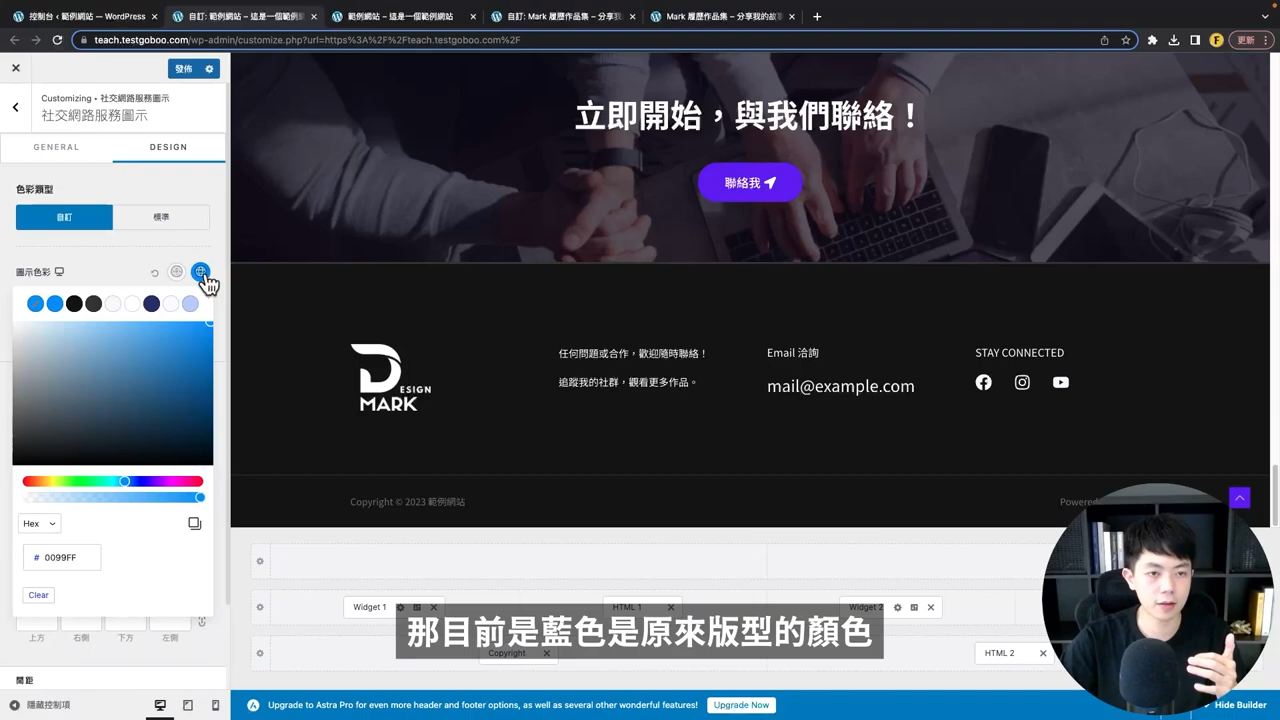 控制台 ‹ 範例網站 — WordPress
自訂: 範例網站 – 這是一個範例
範例網站 – 這是一個範例網站
自訂: Mark 履歷作品集 – 分享我
Mark 履歷作品集 – 分享我的故
teach.testgoboo.com/wp-admin/customize.php?url=https%3A%2F%2Fteach.testgoboo.com%2F
F
更新
發佈
Customizing • 社交網路服務圖示
社交網路服務圖示
GENERAL
DESIGN
色彩類型
自訂
標準
圖示色彩
Hex
# 0099FF
Clear
上方
右側
下方
左側
間距
隱藏控制項
立即開始，與我們聯絡！
聯絡我
D
ESIGN
MARK
任何問題或合作，歡迎隨時聯絡！
追蹤我的社群，觀看更多作品。
Email 洽詢
mail@example.com
STAY CONNECTED
Copyright © 2023 範例網站
Powered
Widget 1
HTML 1
Widget 2
Copyright
HTML 2
那目前是藍色是原來版型的顏色
Upgrade to Astra Pro for even more header and footer options, as well as several other wonderful features!
Upgrade Now
Hide Builder